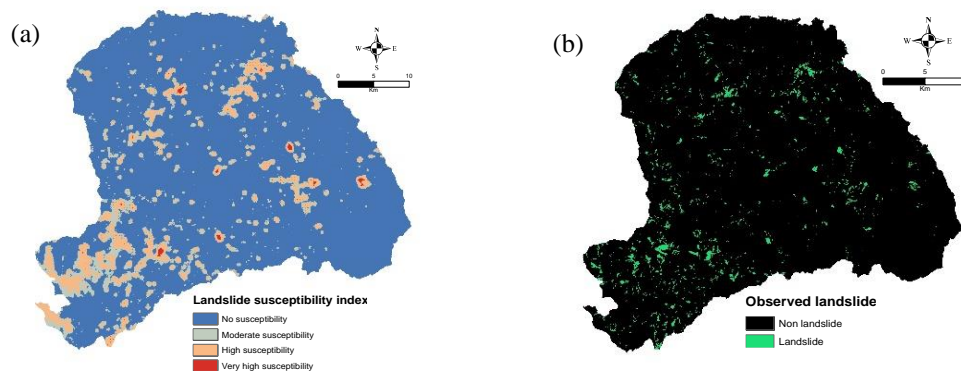 (a)
N
W E
S
0 5 10
Km
Landslide susceptibility index
No susceptibility
Moderate susceptibility
High susceptibility
Very high susceptibility
(b)
N
W E
S
0 5
Km
Observed landslide
Non landslide
Landslide